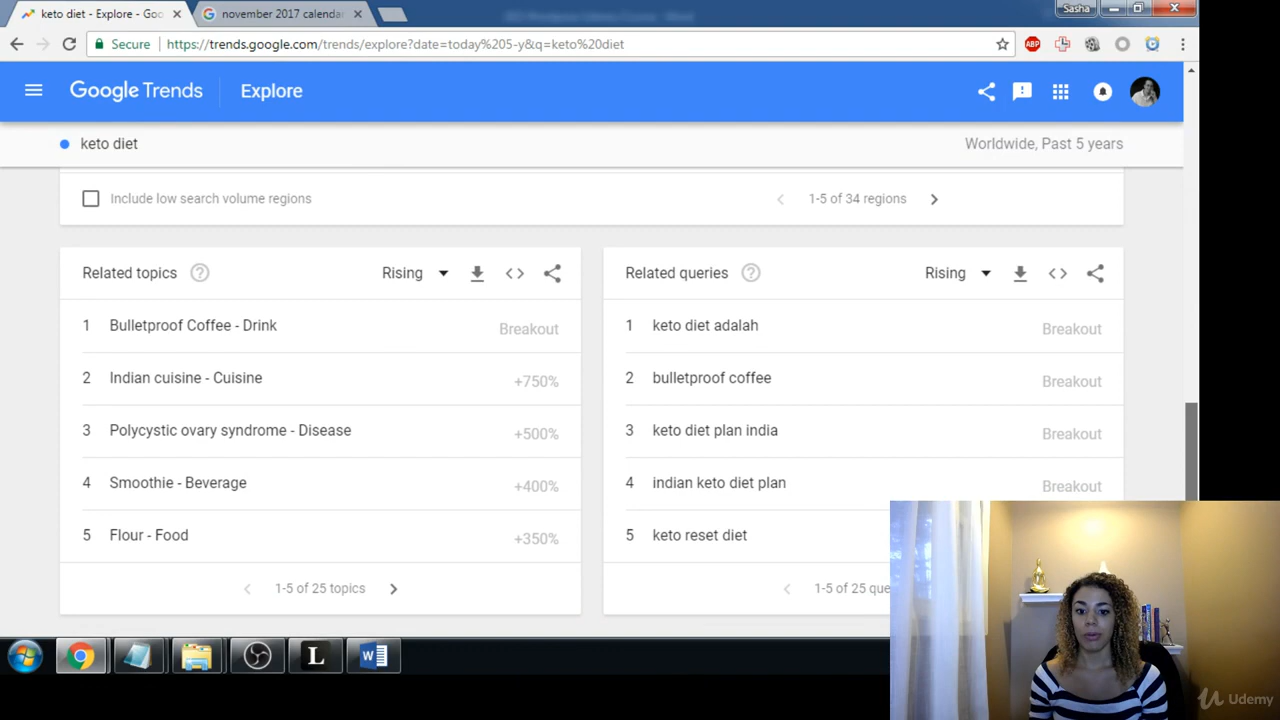 keto diet - Explore - Goo
november 2017 calenda
Sasha
Secure
https://trends.google.com/trends/explore?date=today%205-y&q=keto%20diet
ABP
Google Trends
Explore
keto diet
Worldwide, Past 5 years
Include low search volume regions
1-5 of 34 regions
Related topics
Rising
1 Bulletproof Coffee - Drink Breakout
2 Indian cuisine - Cuisine +750%
3 Polycystic ovary syndrome - Disease +500%
4 Smoothie - Beverage +400%
5 Flour - Food +350%
1-5 of 25 topics
Related queries
Rising
1 keto diet adalah Breakout
2 bulletproof coffee Breakout
3 keto diet plan india Breakout
4 indian keto diet plan Breakout
5 keto reset diet
1-5 of 25 que
L
W
Udemy